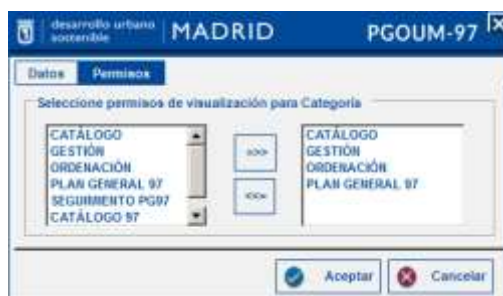 desarrollo urbano
sostenible
MADRID
PGOUM-97
Datos
Permisos
Seleccione permisos de visualización para Categoría
CATÁLOGO
GESTIÓN
ORDENACIÓN
PLAN GENERAL 97
SEGUIMIENTO PG97
CATÁLOGO 97
>>>
<<<
CATÁLOGO
GESTIÓN
ORDENACIÓN
PLAN GENERAL 97
Aceptar
Cancelar